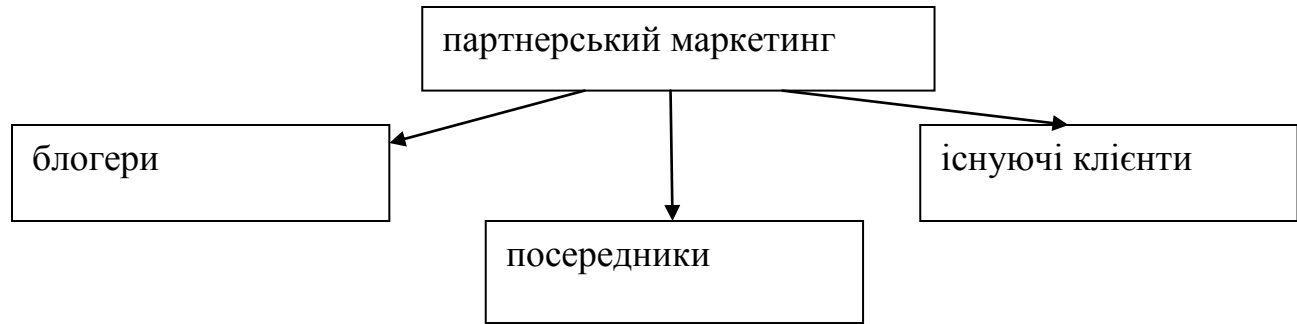 партнерський маркетинг
блогери
існуючі клієнти
посередники